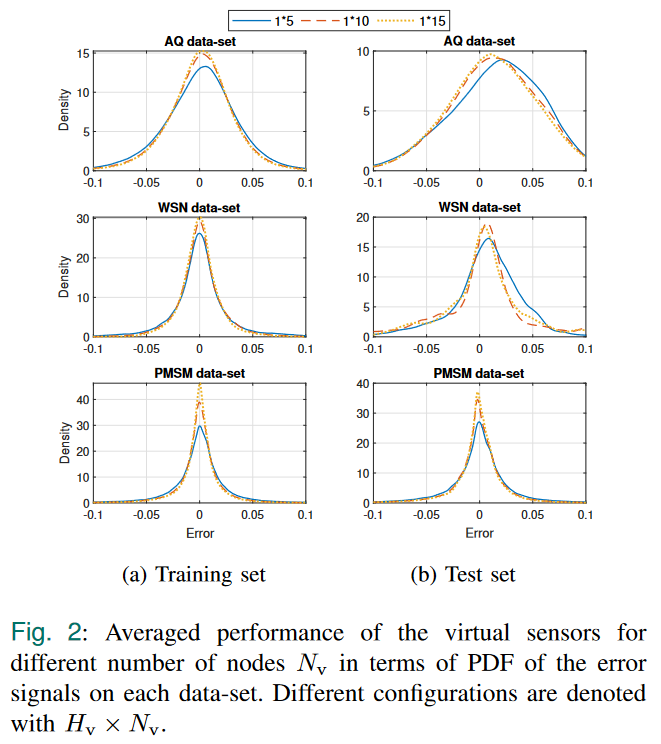 1*5 1*10 1*15
AQ data-set
15
10
5
0
Density
-0.1 -0.05 0 0.05 0.1
AQ data-set
10
5
0
-0.1 -0.05 0 0.05 0.1
WSN data-set
30
20
10
0
Density
-0.1 -0.05 0 0.05 0.1
WSN data-set
20
15
10
5
0
-0.1 -0.05 0 0.05 0.1
PMSM data-set
40
30
20
10
0
Density
-0.1 -0.05 0 0.05 0.1
Error
PMSM data-set
40
30
20
10
0
-0.1 -0.05 0 0.05 0.1
Error
(a) Training set
(b) Test set
Fig. 2: Averaged performance of the virtual sensors for
different number of nodes Nv in terms of PDF of the error
signals on each data-set. Different configurations are denoted
with Hv × Nv.